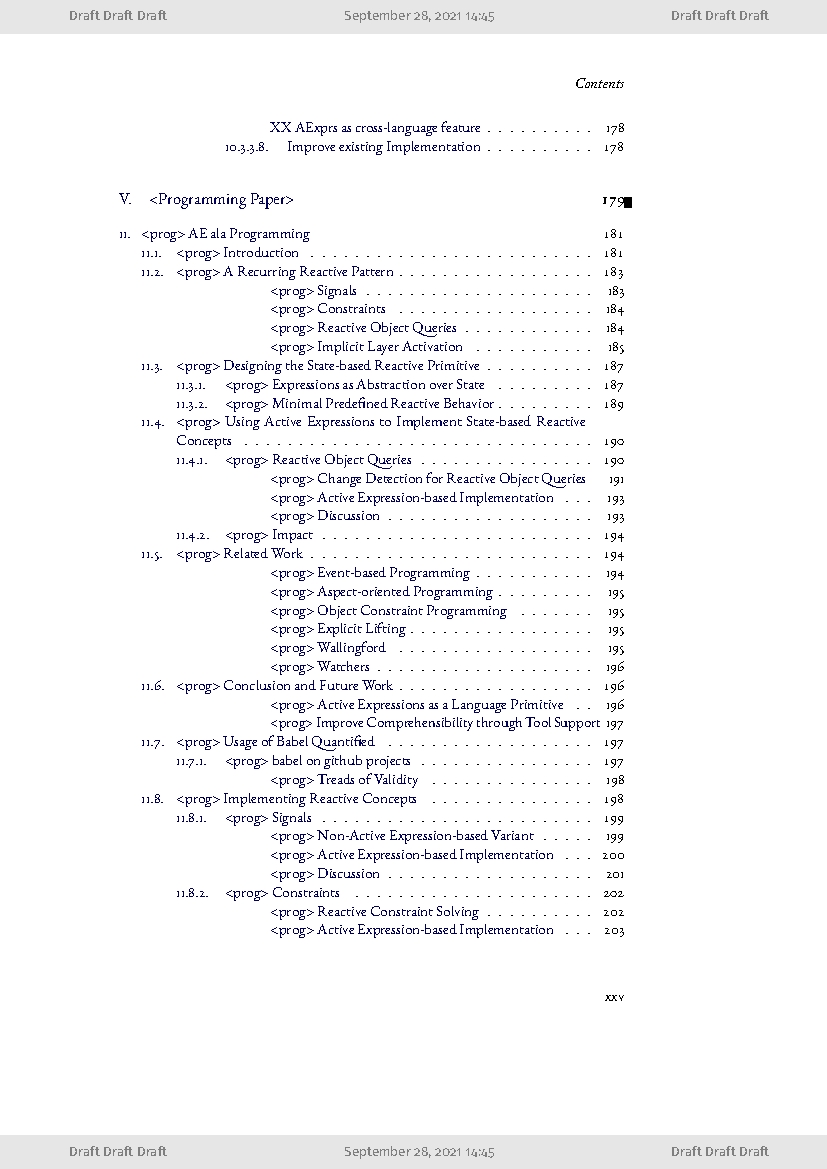 Draft Draft Draft September 28, 2021 14:45 Draft Draft Draft
Contents
XX AExprs as cross-language feature . . . . . . . . . . 178
10.3.3.8. Improve existing Implementation . . . . . . . . . . 178
V. <Programming Paper> 179
11. <prog> AE ala Programming 181
11.1. <prog> Introduction . . . . . . . . . . . . . . . . . . . . . . . . . . 181
11.2. <prog> A Recurring Reactive Pattern . . . . . . . . . . . . . . . . . . 183
<prog> Signals . . . . . . . . . . . . . . . . . . . . . 183
<prog> Constraints . . . . . . . . . . . . . . . . . . 184
<prog> Reactive Object Queries . . . . . . . . . . . . 184
<prog> Implicit Layer Activation . . . . . . . . . . . 185
11.3. <prog> Designing the State-based Reactive Primitive . . . . . . . . . . 187
11.3.1. <prog> Expressions as Abstraction over State . . . . . . . . . 187
11.3.2. <prog> Minimal Predefined Reactive Behavior . . . . . . . . . 189
11.4. <prog> Using Active Expressions to Implement State-based Reactive
Concepts . . . . . . . . . . . . . . . . . . . . . . . . . . . . . . . . 190
11.4.1. <prog> Reactive Object Queries . . . . . . . . . . . . . . . . 190
<prog> Change Detection for Reactive Object Queries 191
<prog> Active Expression-based Implementation . . . 193
<prog> Discussion . . . . . . . . . . . . . . . . . . . 193
11.4.2. <prog> Impact . . . . . . . . . . . . . . . . . . . . . . . . . 194
11.5. <prog> Related Work . . . . . . . . . . . . . . . . . . . . . . . . . . 194
<prog> Event-based Programming . . . . . . . . . . . 194
<prog> Aspect-oriented Programming . . . . . . . . . 195
<prog> Object Constraint Programming . . . . . . . 195
<prog> Explicit Lifting . . . . . . . . . . . . . . . . . 195
<prog> Wallingford . . . . . . . . . . . . . . . . . . 195
<prog> Watchers . . . . . . . . . . . . . . . . . . . . 196
11.6. <prog> Conclusion and Future Work . . . . . . . . . . . . . . . . . . 196
<prog> Active Expressions as a Language Primitive . . 196
<prog> Improve Comprehensibility through Tool Support 197
11.7. <prog> Usage of Babel Quantified . . . . . . . . . . . . . . . . . . . 197
11.7.1. <prog> babel on github projects . . . . . . . . . . . . . . . . 197
<prog> Treads of Validity . . . . . . . . . . . . . . . 198
11.8. <prog> Implementing Reactive Concepts . . . . . . . . . . . . . . . 198
11.8.1. <prog> Signals . . . . . . . . . . . . . . . . . . . . . . . . . 199
<prog> Non-Active Expression-based Variant . . . . . 199
<prog> Active Expression-based Implementation . . . 200
<prog> Discussion . . . . . . . . . . . . . . . . . . . 201
11.8.2. <prog> Constraints . . . . . . . . . . . . . . . . . . . . . . 202
<prog> Reactive Constraint Solving . . . . . . . . . . 202
<prog> Active Expression-based Implementation . . . 203
xxv
Draft Draft Draft September 28, 2021 14:45 Draft Draft Draft